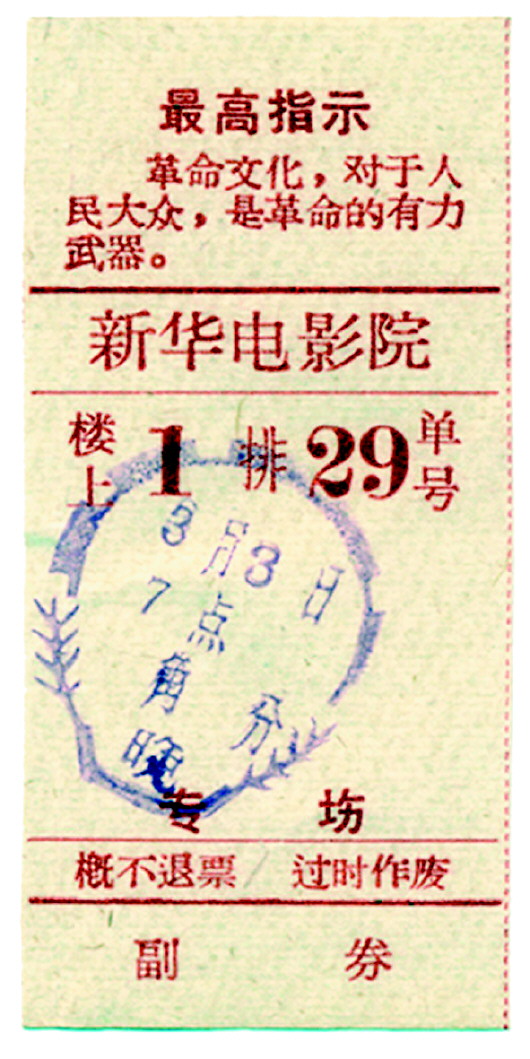 最高指示
革命文化，对于人
民大众，是革命的有力
武器。
新华电影院
楼上 1 排 29 单号
3月3日
7点
角 分
晚
专 场
概不退票 过时作废
副 券